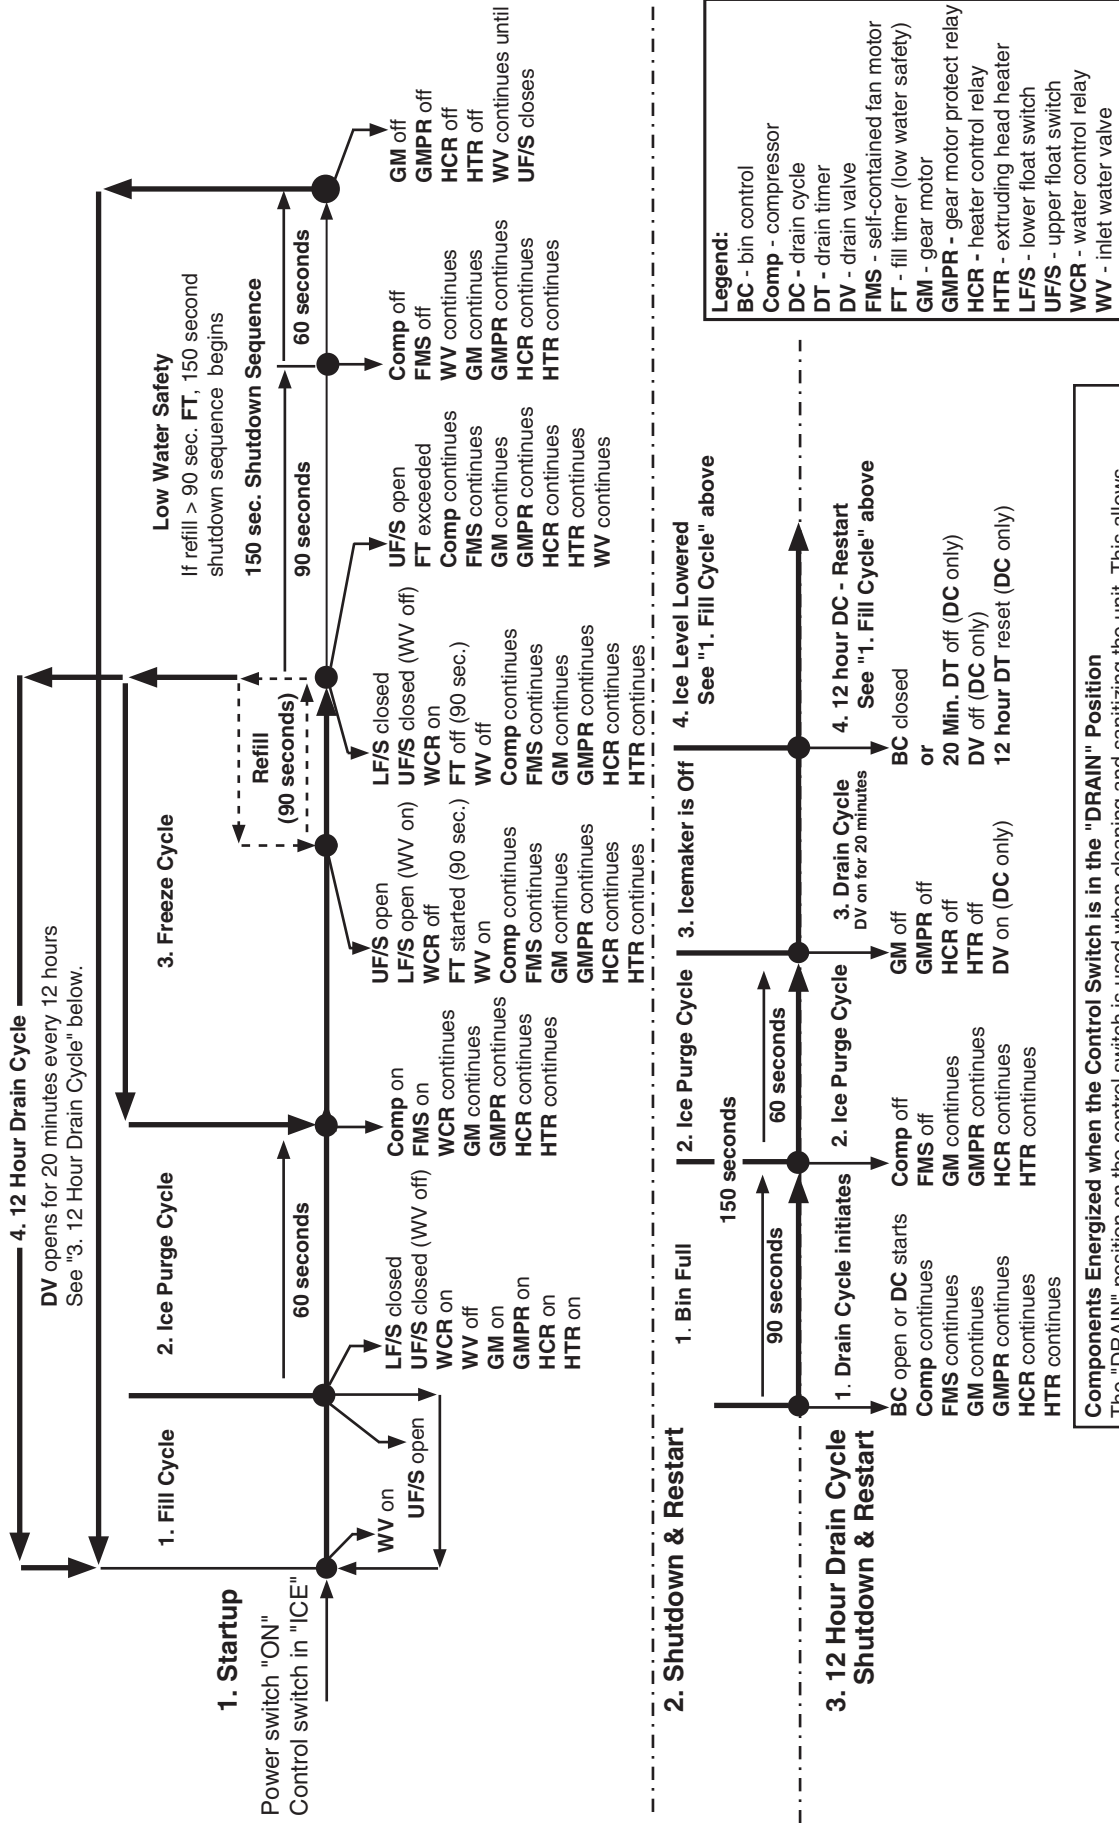 4. 12 Hour Drain Cycle
DV opens for 20 minutes every 12 hours
See "3. 12 Hour Drain Cycle" below.
1. Startup
Power switch "ON"
Control switch in "ICE"
1. Fill Cycle
2. Ice Purge Cycle
3. Freeze Cycle
Refill
(90 seconds)
Low Water Safety
If refill > 90 sec. FT, 150 second
shutdown sequence begins
150 sec. Shutdown Sequence
60 seconds
90 seconds
60 seconds
WV on
UF/S open
LF/S closed
UF/S closed (WV off)
WCR on
WV off
GM on
GMPR on
HCR on
HTR on
Comp on
FMS on
WCR continues
GM continues
GMPR continues
HCR continues
HTR continues
UF/S open
LF/S open (WV on)
WCR off
FT started (90 sec.)
WV on
Comp continues
FMS continues
GM continues
GMPR continues
HCR continues
HTR continues
LF/S closed
UF/S closed (WV off)
WCR on
FT off (90 sec.)
WV off
Comp continues
FMS continues
GM continues
GMPR continues
HCR continues
HTR continues
UF/S open
FT exceeded
Comp continues
FMS continues
GM continues
GMPR continues
HCR continues
HTR continues
WV continues
Comp off
FMS off
WV continues
GM continues
GMPR continues
HCR continues
HTR continues
GM off
GMPR off
HCR off
HTR off
WV continues until
UF/S closes
2. Shutdown & Restart
1. Bin Full
2. Ice Purge Cycle
3. Icemaker is Off
4. Ice Level Lowered
See "1. Fill Cycle" above
150 seconds
90 seconds
60 seconds
3. 12 Hour Drain Cycle
Shutdown & Restart
1. Drain Cycle initiates
2. Ice Purge Cycle
3. Drain Cycle
DV on for 20 minutes
4. 12 hour DC - Restart
See "1. Fill Cycle" above
BC open or DC starts
Comp continues
FMS continues
GM continues
GMPR continues
HCR continues
HTR continues
Comp off
FMS off
GM continues
GMPR continues
HCR continues
HTR continues
GM off
GMPR off
HCR off
HTR off
DV on (DC only)
BC closed
or
20 Min. DT off (DC only)
DV off (DC only)
12 hour DT reset (DC only)
Legend:
BC - bin control
Comp - compressor
DC - drain cycle
DT - drain timer
DV - drain valve
FMS - self-contained fan motor
FT - fill timer (low water safety)
GM - gear motor
GMPR - gear motor protect relay
HCR - heater control relay
HTR - extruding head heater
LF/S - lower float switch
UF/S - upper float switch
WCR - water control relay
WV - inlet water valve
Components Energized when the Control Switch is in the "DRAIN" Position
The "DRAIN" position on the control switch is used when cleaning and sanitizing the unit. This allows